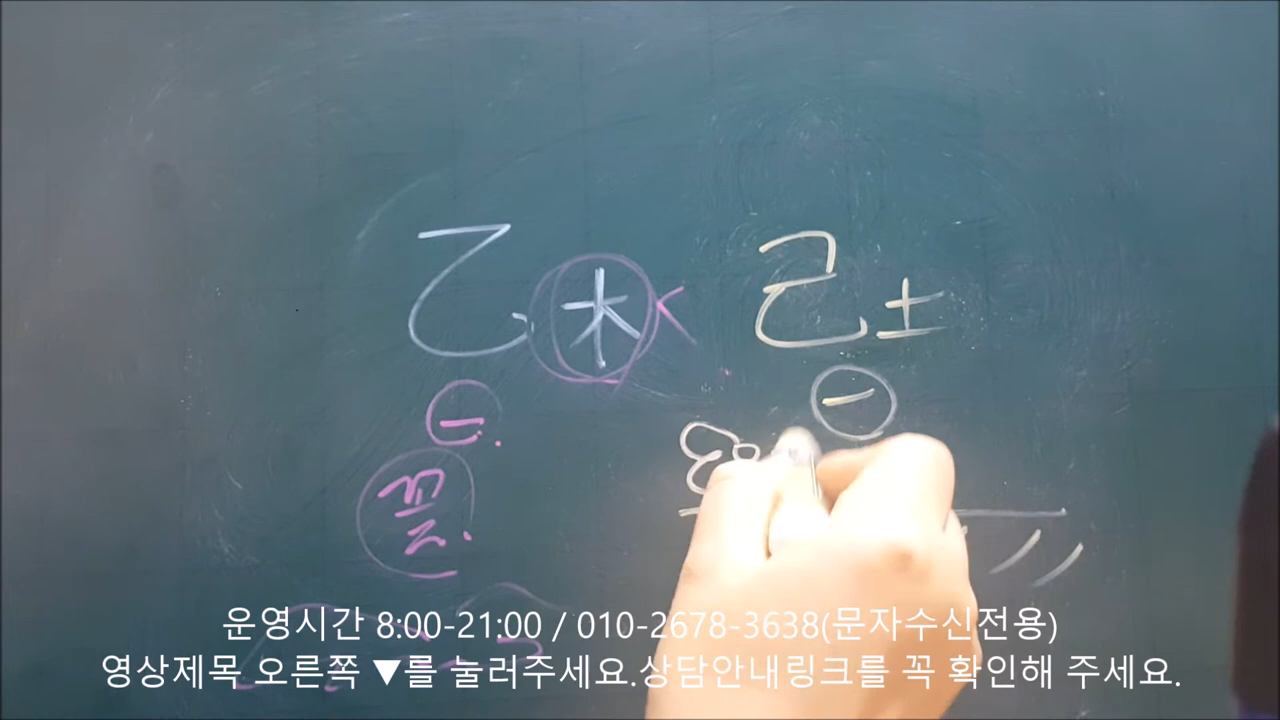 乙木 己土
꽃
운영시간 8:00-21:00 / 010-2678-3638(문자수신전용)
영상제목 오른쪽 ▼를 눌러주세요.상담안내링크를 꼭 확인해 주세요.